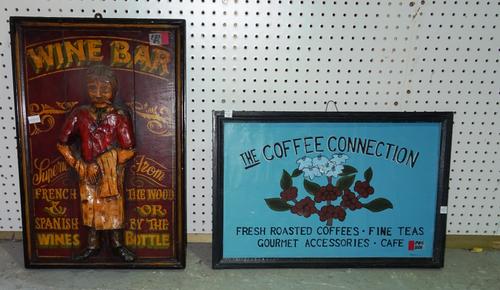 WINE BAR
Superior From
FRENCH THE WOOD
& OR
SPANISH BY THE
WINES BOTTLE
THE COFFEE CONNECTION
FRESH ROASTED COFFEES · FINE TEAS
GOURMET ACCESSORIES · CAFE